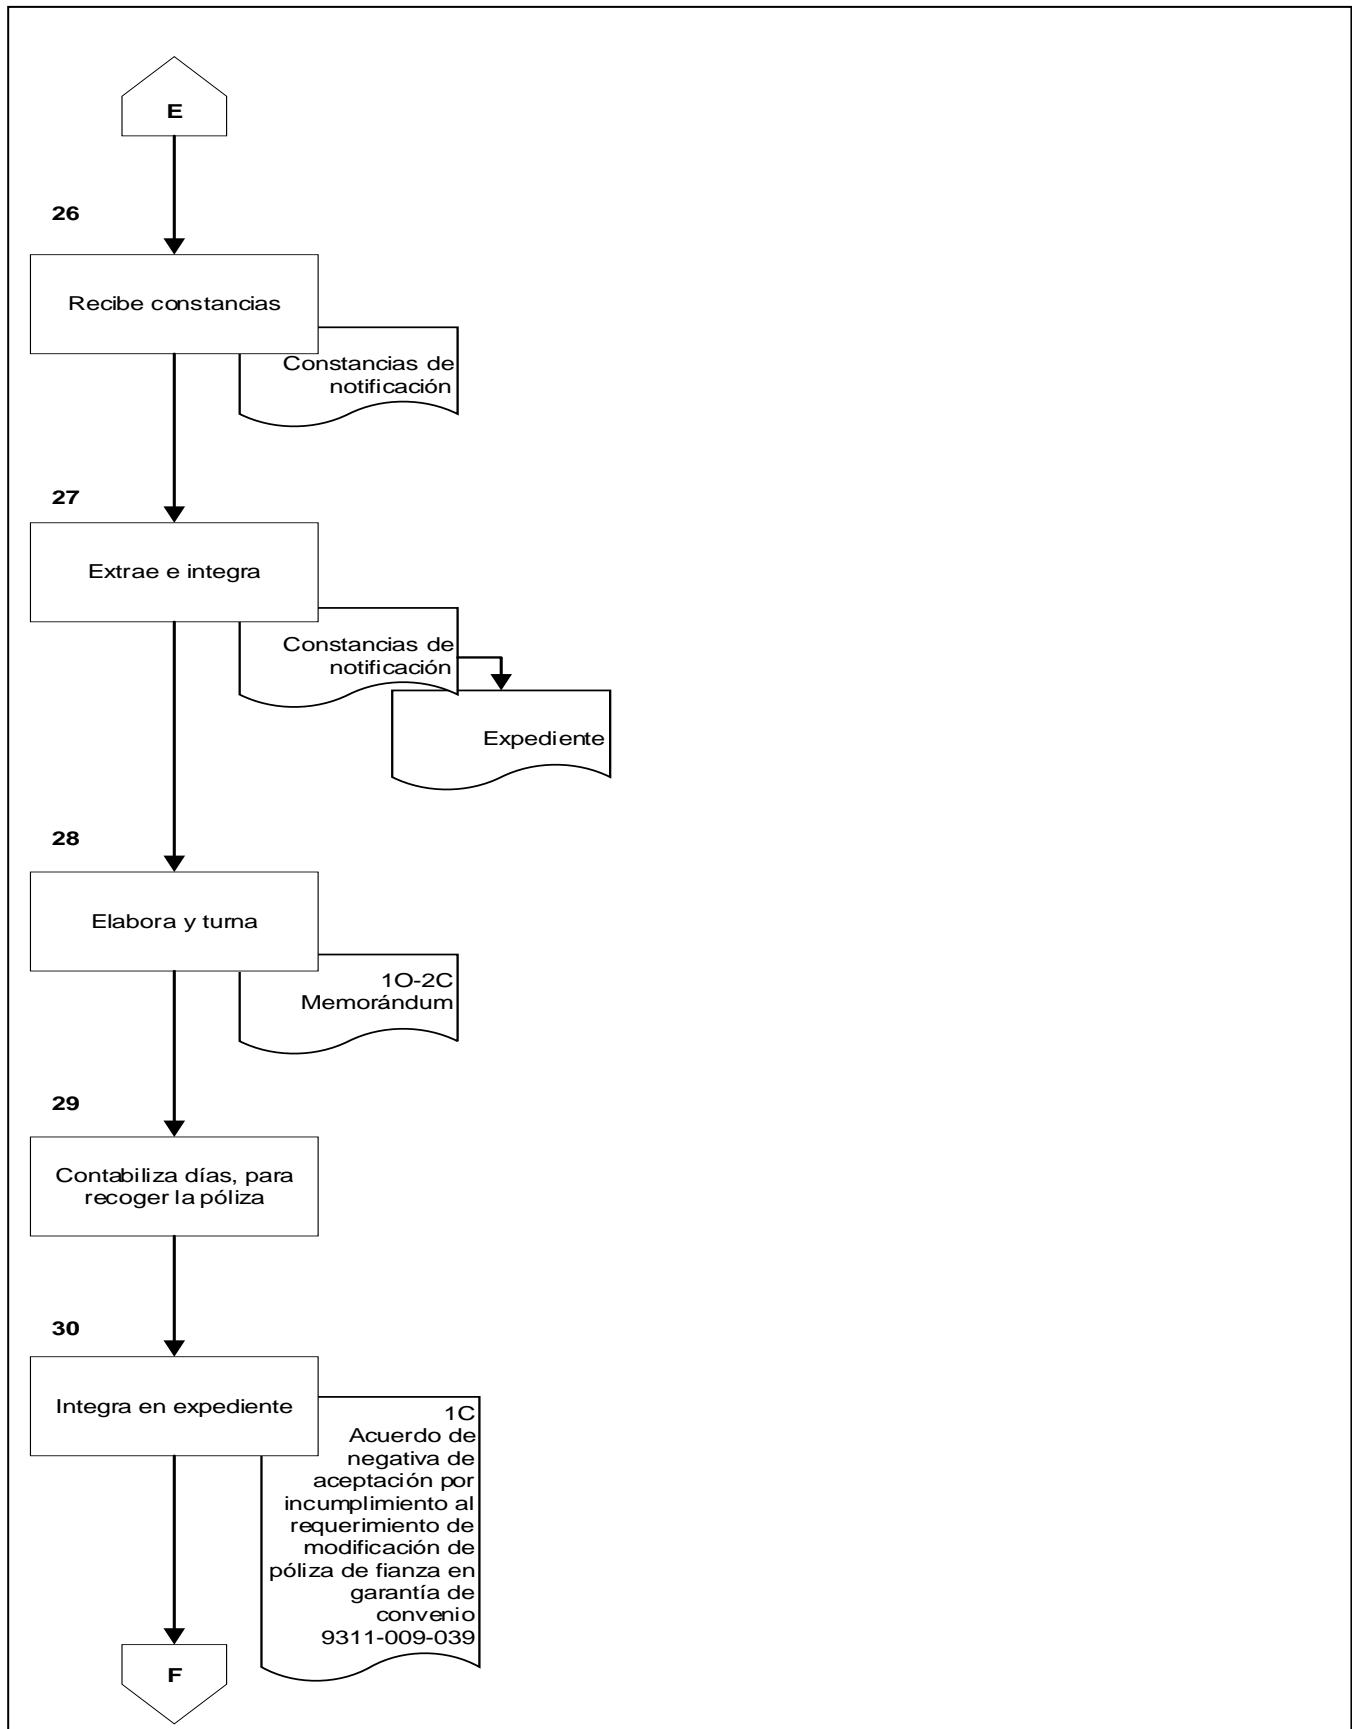 E
26
Recibe constancias
Constancias de
notificación
27
Extrae e integra
Constancias de
notificación
Expediente
28
Elabora y turna
1O-2C
Memorándum
29
Contabiliza días, para
recoger la póliza
30
Integra en expediente
1C
Acuerdo de
negativa de
aceptación por
incumplimiento al
requerimiento de
modificación de
póliza de fianza en
garantía de
convenio
9311-009-039
F